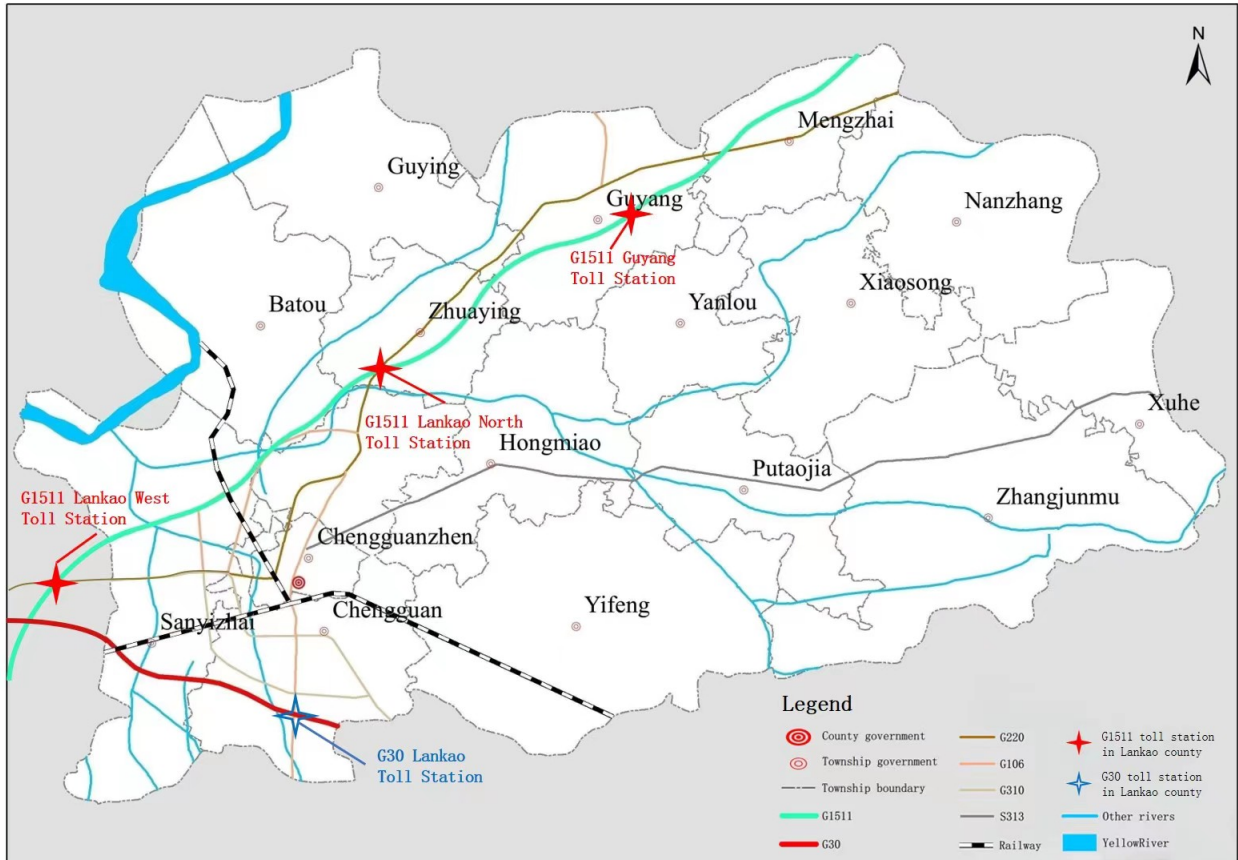 N
Mengzhai
Guying
Guyang
Nanzhang
G1511 Guyang
Toll Station
Batou
Zhuaying
Yanlou
Xiaosong
G1511 Lankao North
Toll Station
Xuhe
Hongmiao
Putaojia
G1511 Lankao West
Toll Station
Zhangjunmu
Chengguanzhen
Sanyizhai
Chengguan
Yifeng
G30 Lankao
Toll Station
Legend
County government
Township government
Township boundary
G1511
G30
G220
G106
G310
S313
Railway
G1511 toll station
in Lankao county
G30 toll station
in Lankao county
Other rivers
YellowRiver